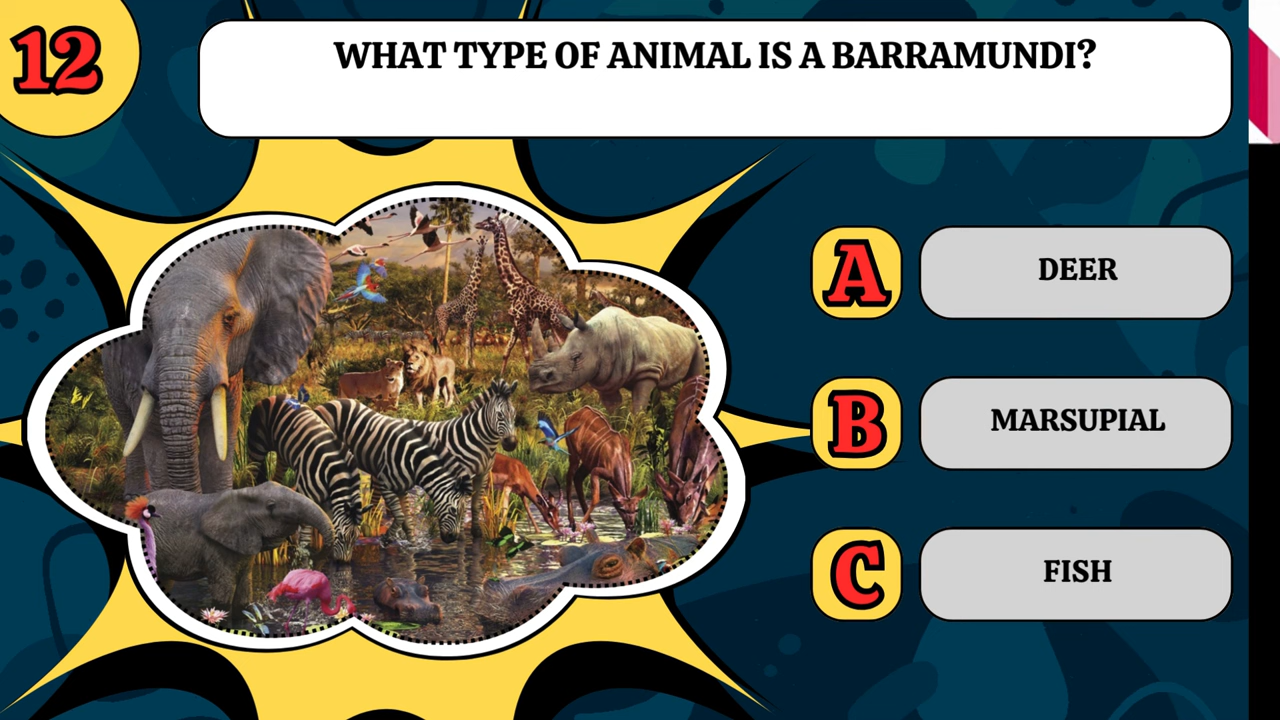 12
WHAT TYPE OF ANIMAL IS A BARRAMUNDI?
A
DEER
B
MARSUPIAL
C
FISH